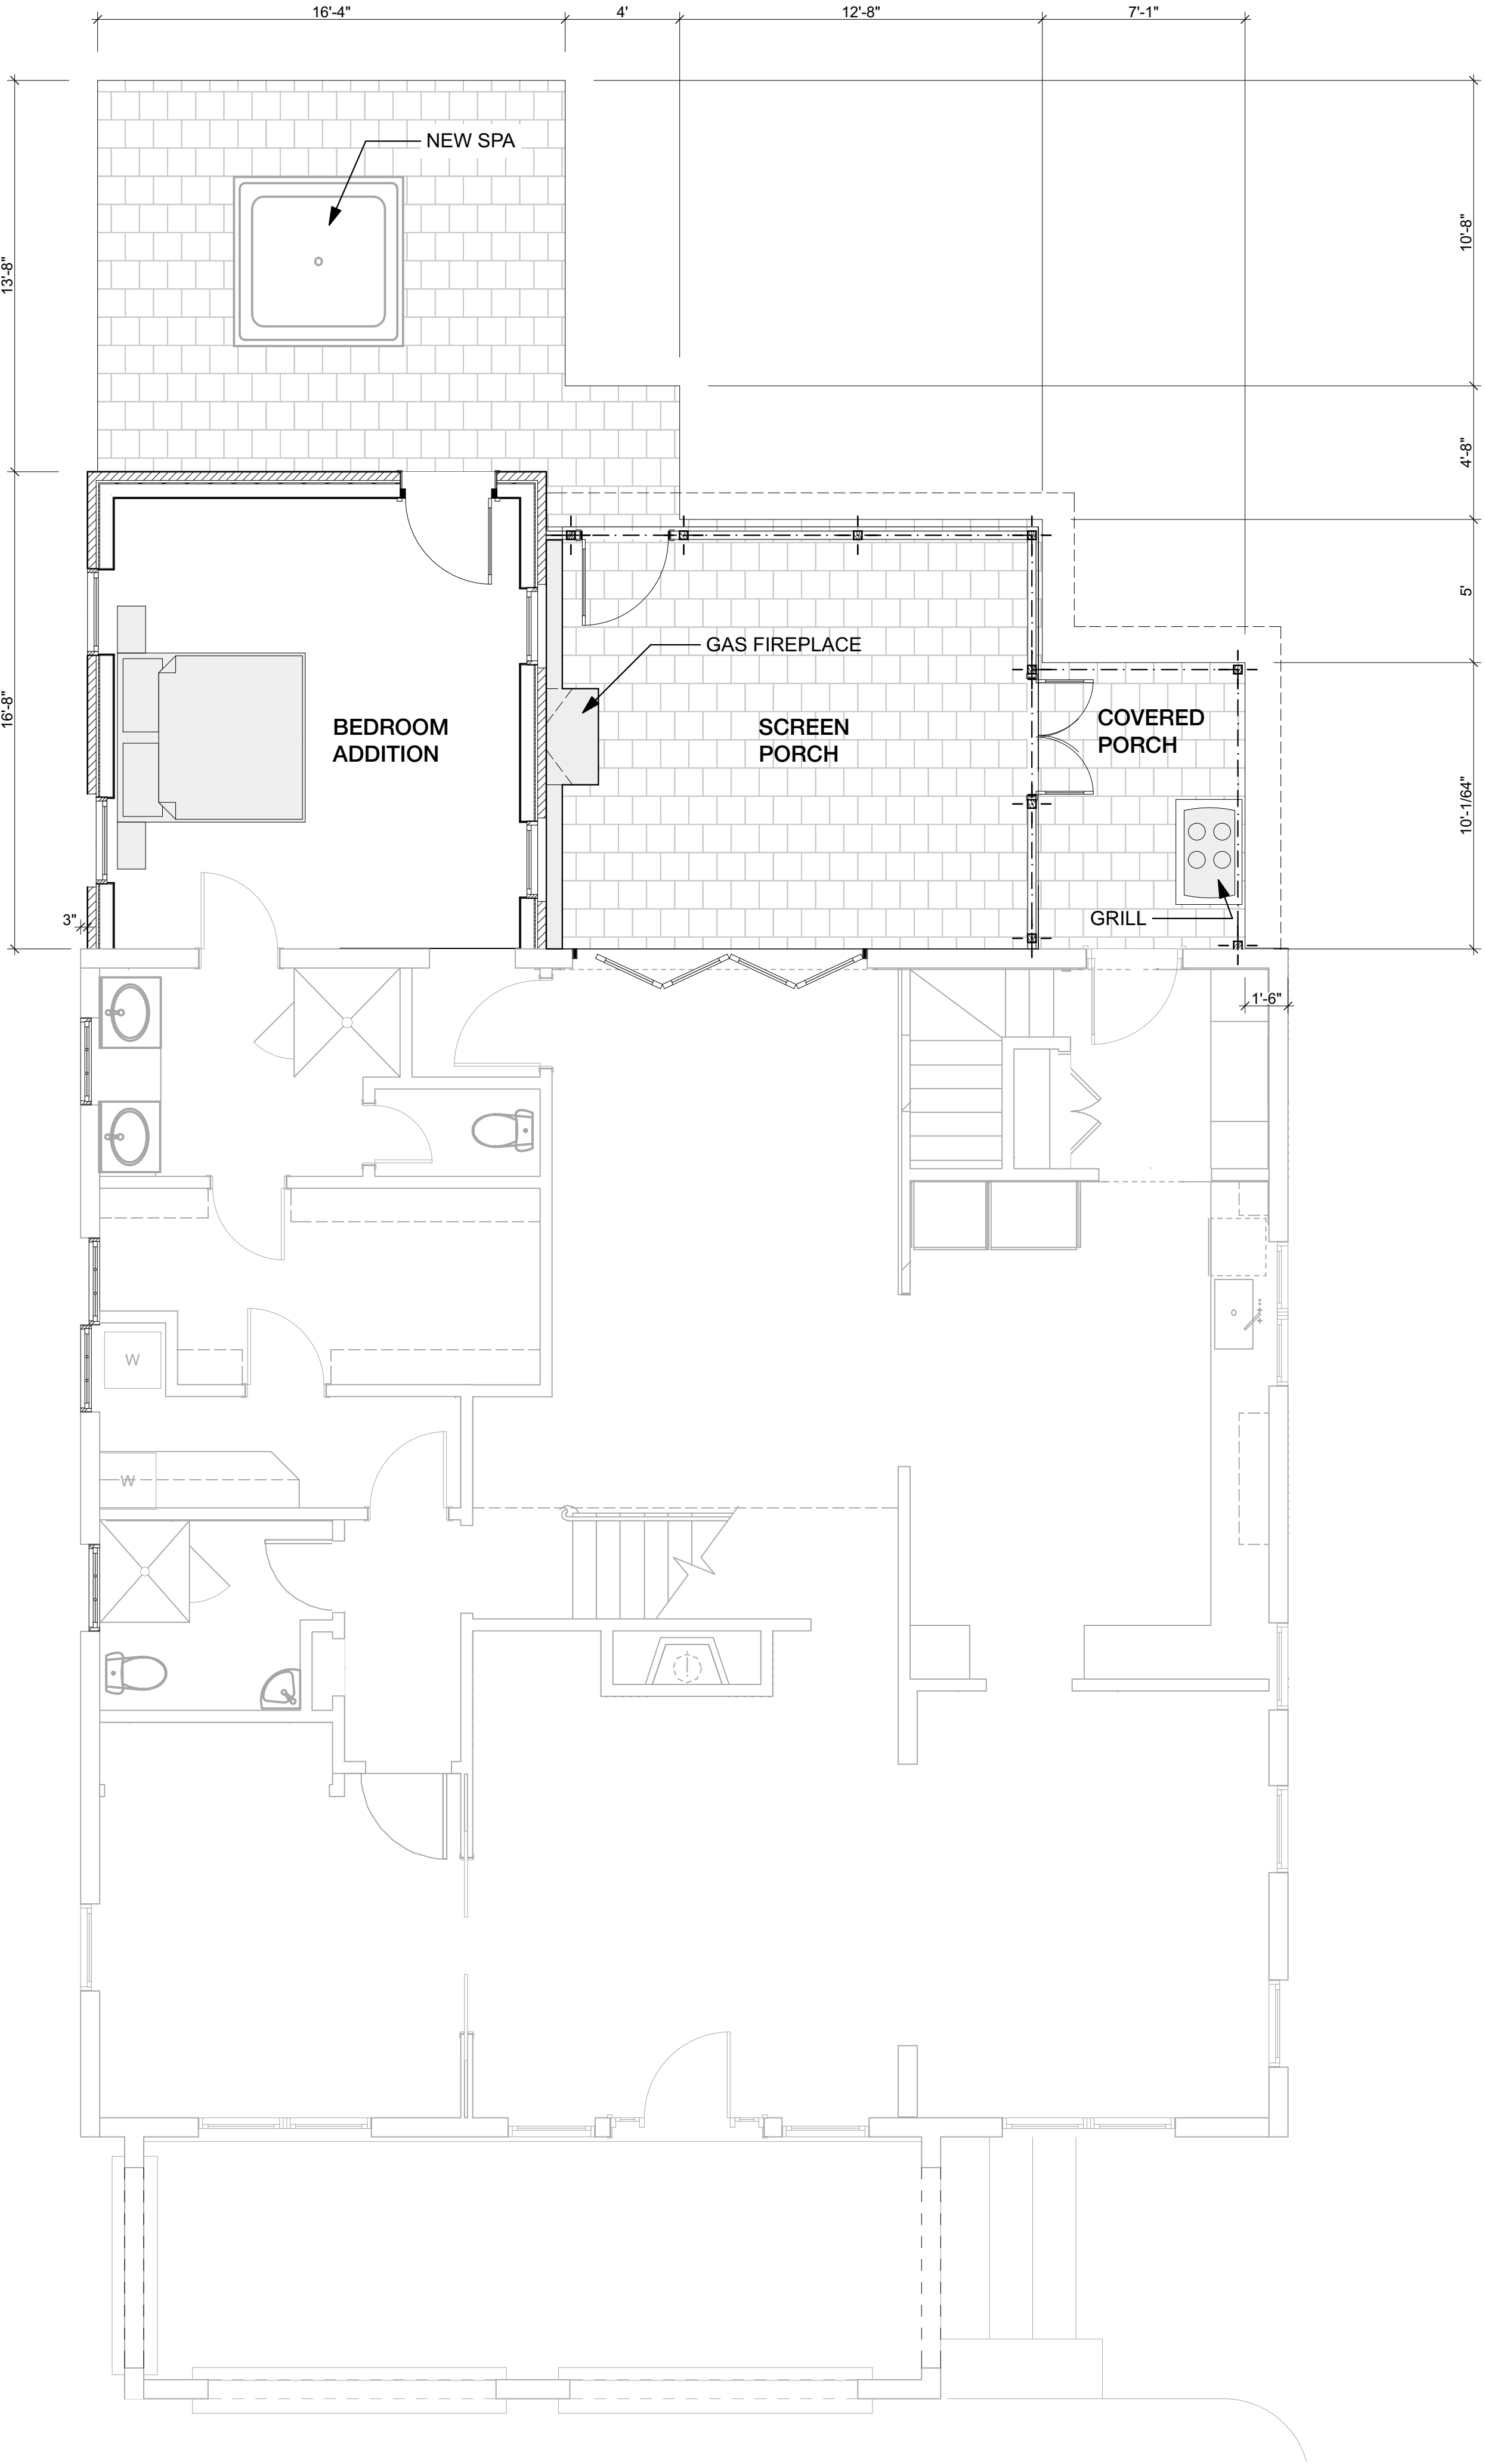 16'-4"
4'
12'-8"
7'-1"
NEW SPA
10'-8"
13'-8"
4'-8"
5'
GAS FIREPLACE
16'-8"
BEDROOM
ADDITION
SCREEN
PORCH
COVERED
PORCH
10'-1/64"
GRILL
3"
1'-6"
W
W